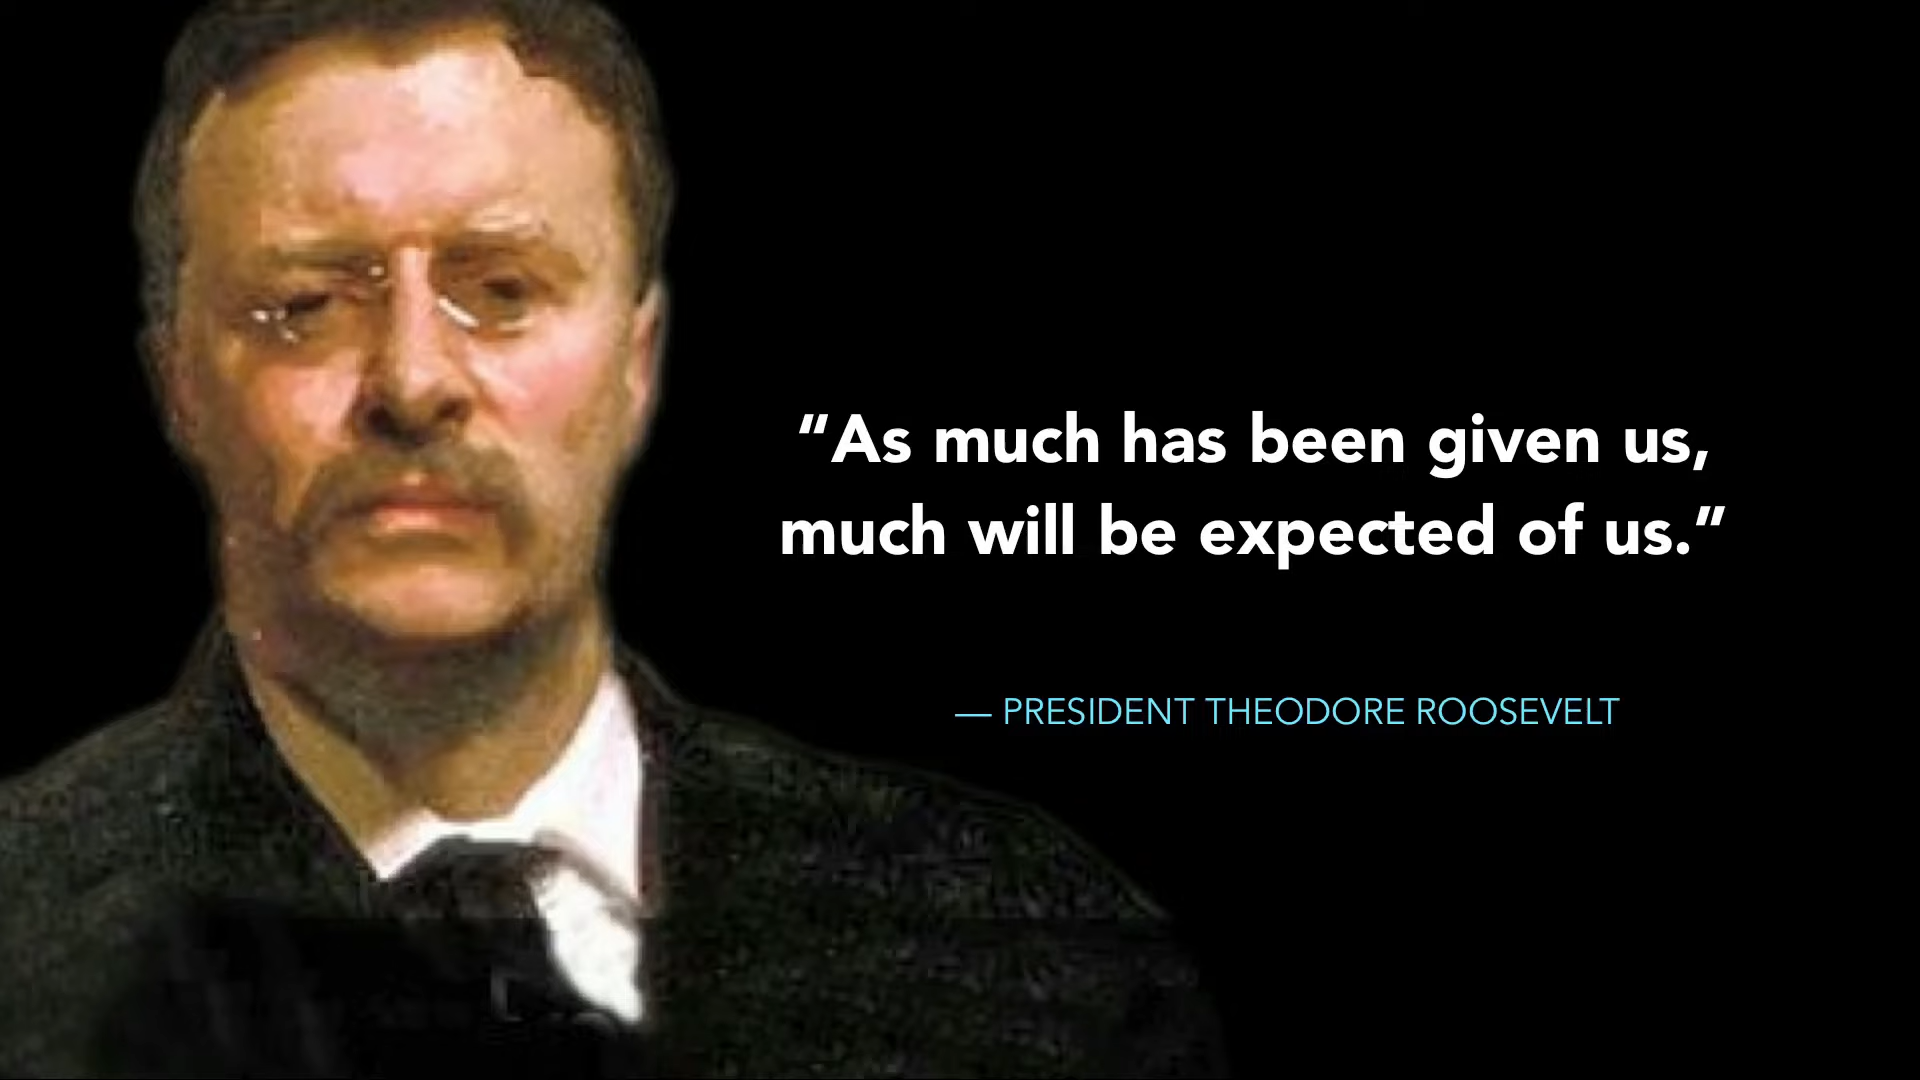 “As much has been given us,
much will be expected of us.”
— PRESIDENT THEODORE ROOSEVELT